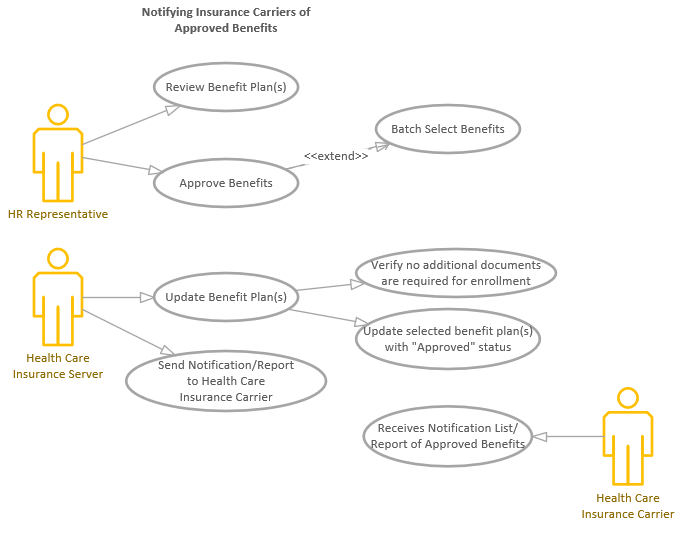 Notifying Insurance Carriers of
Approved Benefits
Review Benefit Plan(s)
Batch Select Benefits
<<extend>>
Approve Benefits
HR Representative
Verify no additional documents
are required for enrollment
Update Benefit Plan(s)
Update selected benefit plan(s)
with "Approved" status
Health Care
Insurance Server
Send Notification/Report
to Health Care
Insurance Carrier
Receives Notification List/
Report of Approved Benefits
Health Care
Insurance Carrier